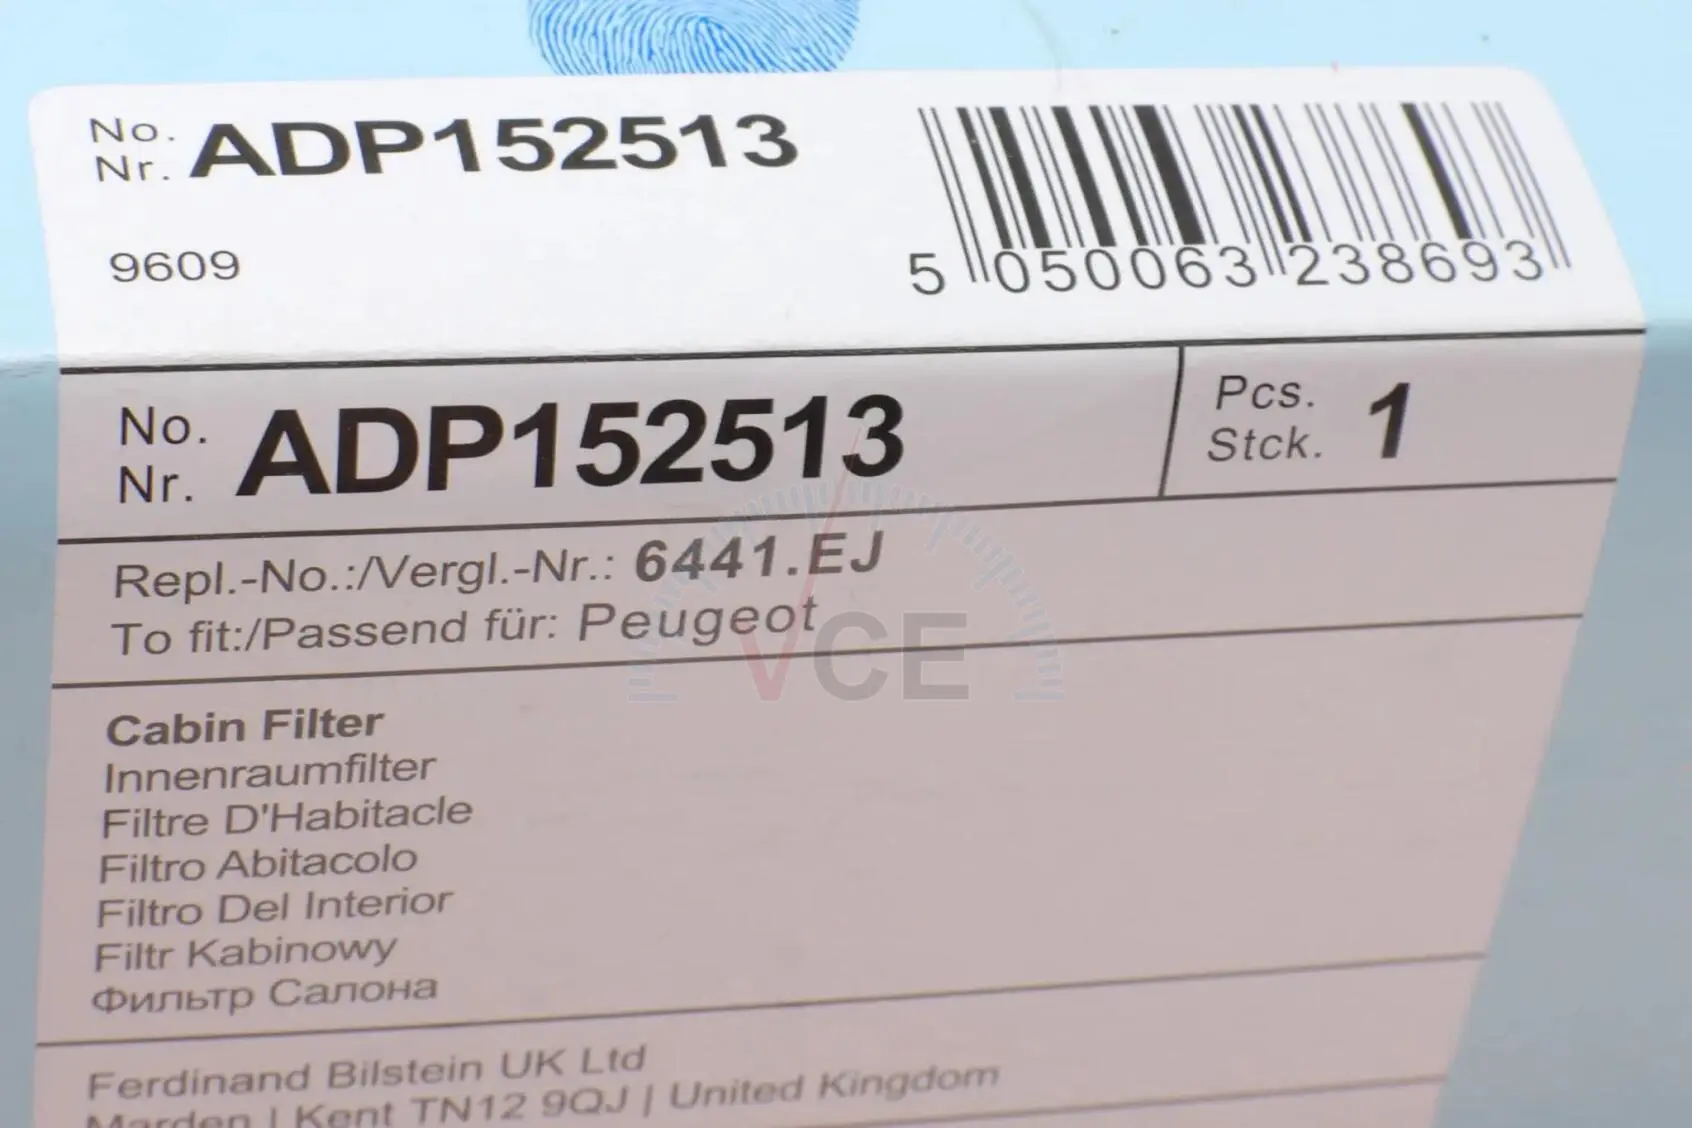 No.
Nr. ADP152513
9609
5 050063 238693
No.
Nr. ADP152513
Pcs.
Stck. 1
Repl.-No.:/Vergl.-Nr.: 6441.EJ
To fit:/Passend für: Peugeot
VCE
Cabin Filter
Innenraumfilter
Filtre D'Habitacle
Filtro Abitacolo
Filtro Del Interior
Filtr Kabinowy
Фильтр Салона
Ferdinand Bilstein UK Ltd
Marden | Kent TN12 9QJ | United Kingdom